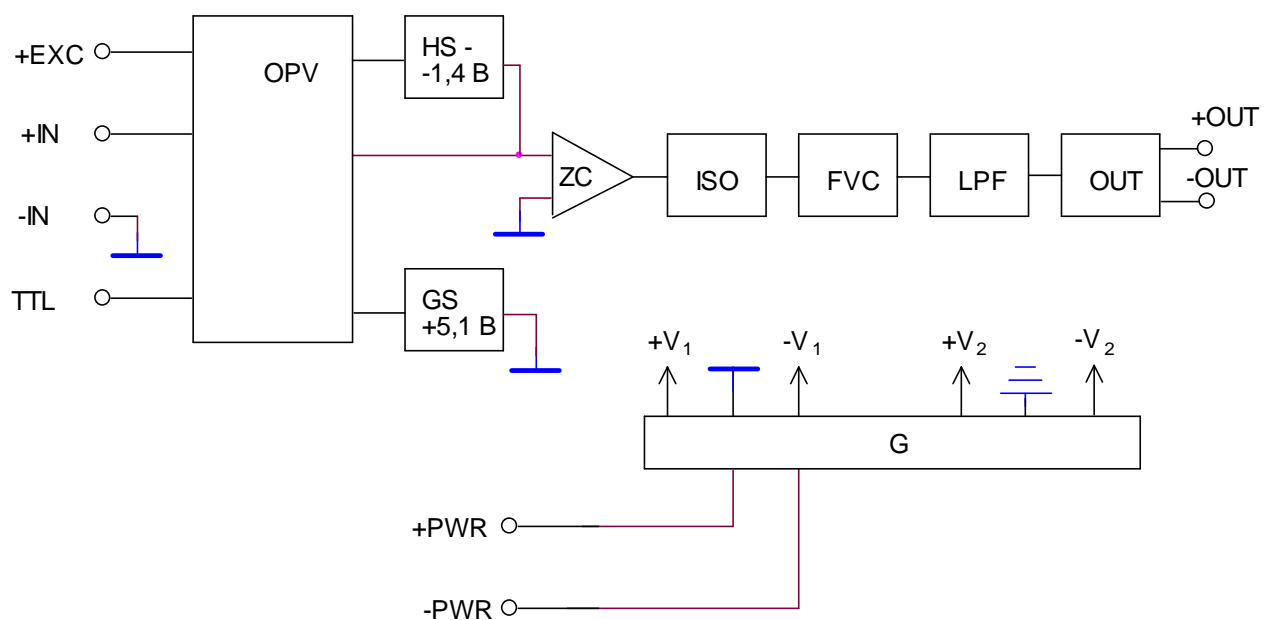 +EXC
+IN
-IN
TTL
OPV
HS -
-1,4 В
GS
+5,1 В
ZC
ISO
FVC
LPF
OUT
+OUT
-OUT
+V1
-V1
+V2
-V2
G
+PWR
-PWR